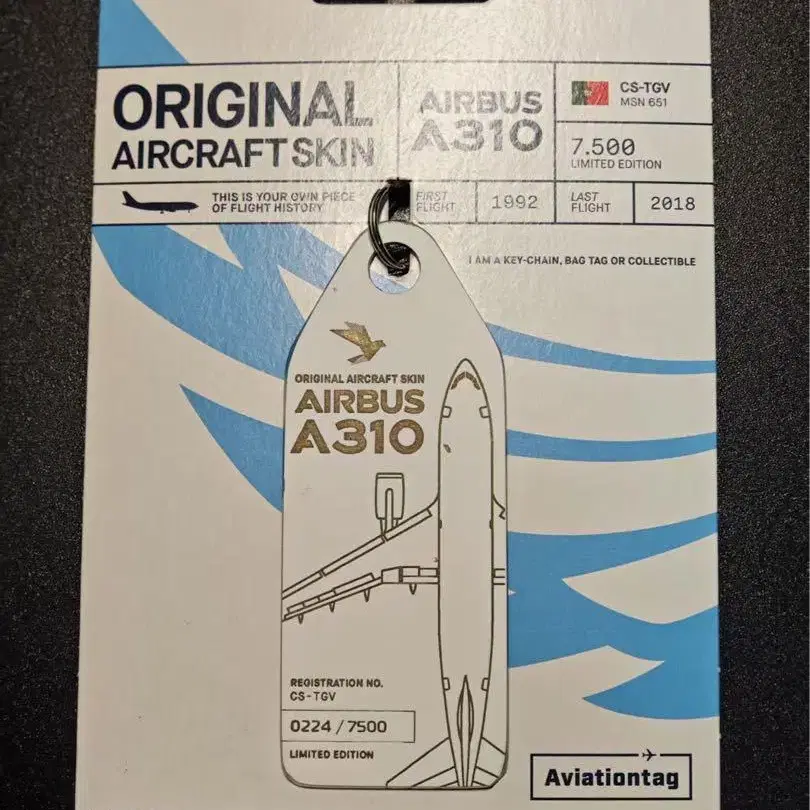 ORIGINAL
AIRCRAFT SKIN
AIRBUS
A310
CS-TGV
MSN 651
7.500
LIMITED EDITION
THIS IS YOUR OWN PIECE
OF FLIGHT HISTORY
FIRST
FLIGHT
1992
LAST
FLIGHT
2018
I AM A KEY-CHAIN, BAG TAG OR COLLECTIBLE
ORIGINAL AIRCRAFT SKIN
AIRBUS
A310
REGISTRATION NO.
CS-TGV
0224 / 7500
LIMITED EDITION
Aviationtag